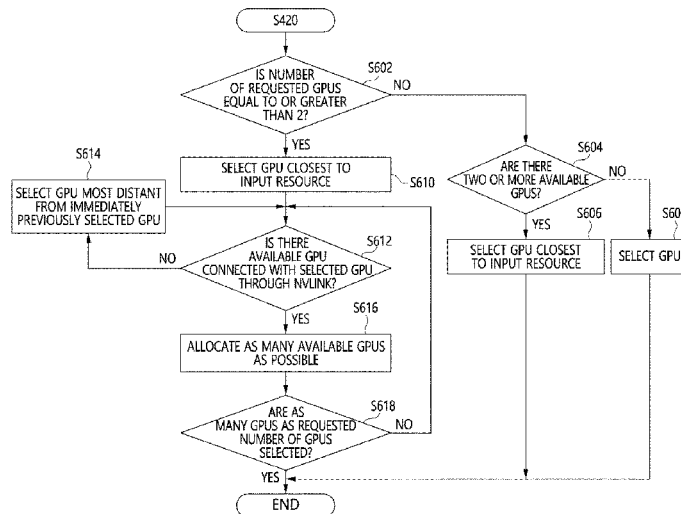 S420
S602
IS NUMBER
OF REQUESTED GPUS
EQUAL TO OR GREATER
THAN 2?
NO
YES
S614
SELECT GPU MOST DISTANT
FROM IMMEDIATELY
PREVIOUSLY SELECTED GPU
SELECT GPU CLOSEST TO
INPUT RESOURCE
S610
S604
ARE THERE
TWO OR MORE AVAILABLE
GPUS?
NO
YES
S606
SELECT GPU CLOSEST
TO INPUT RESOURCE
S60
SELECT GPU
S612
IS THERE
AVAILABLE GPU
CONNECTED WITH SELECTED GPU
THROUGH NVLINK?
NO
YES
S616
ALLOCATE AS MANY AVAILABLE GPUS
AS POSSIBLE
S618
ARE AS
MANY GPUS AS REQUESTED
NUMBER OF GPUS
SELECTED?
NO
YES
END